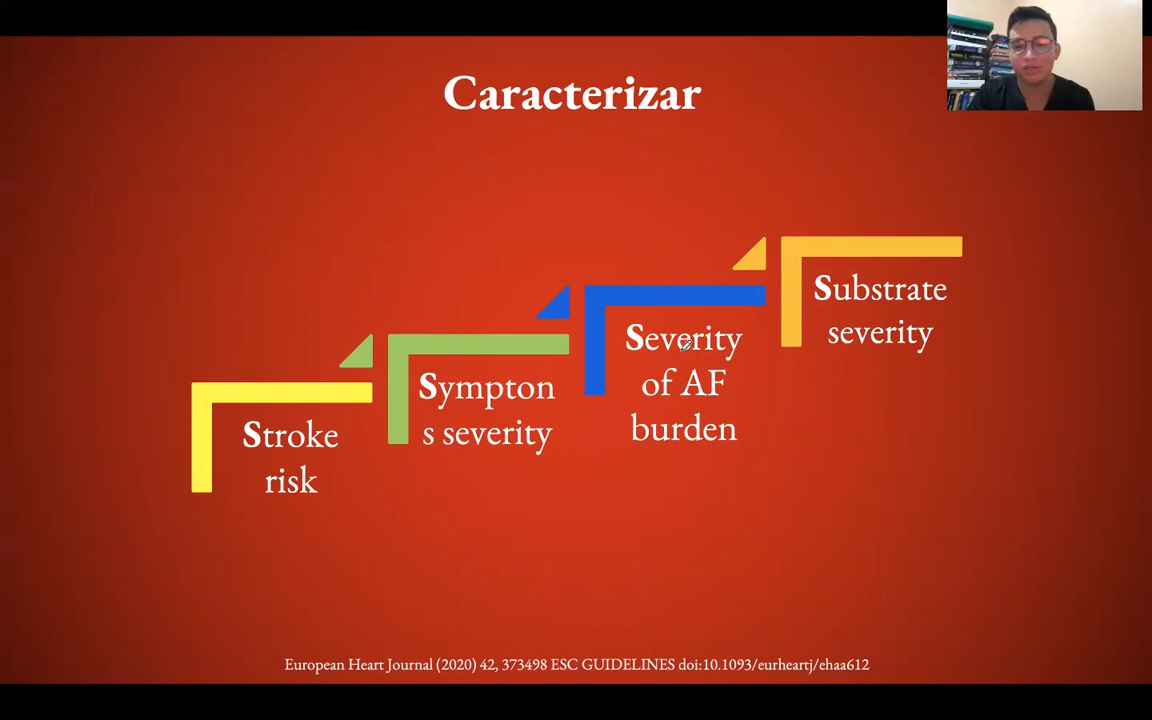 Caracterizar
Stroke
risk
Sympton
s severity
Severity
of AF
burden
Substrate
severity
European Heart Journal (2020) 42, 373498 ESC GUIDELINES doi:10.1093/eurheartj/ehaa612